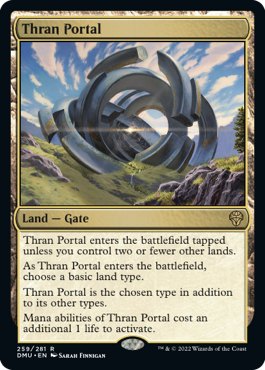 Thran Portal
Land — Gate
Thran Portal enters the battlefield tapped
unless you control two or fewer other lands.
As Thran Portal enters the battlefield,
choose a basic land type.
Thran Portal is the chosen type in addition
to its other types.
Mana abilities of Thran Portal cost an
additional 1 life to activate.
259/281 R
DMU • EN SARAH FINNIGAN
™ & © 2022 Wizards of the Coast